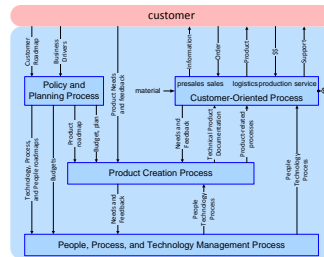 customer
Customer
Roadmap
Business
Drivers
Product Needs
and feedback
Information
Order
Product
$$
Support
Policy and
Planning Process
presales sales logistics production service
Customer-Oriented Process
material
Technology, Process,
and People roadmaps
Budgets
Product
roadmap
Budget, plan
Needs and
Feedback
Technical Product
Documentation
Product-related
processes
People
Technology
Process
Product Creation Process
Needs and
Feedback
People
Technology
Process
People, Process, and Technology Management Process